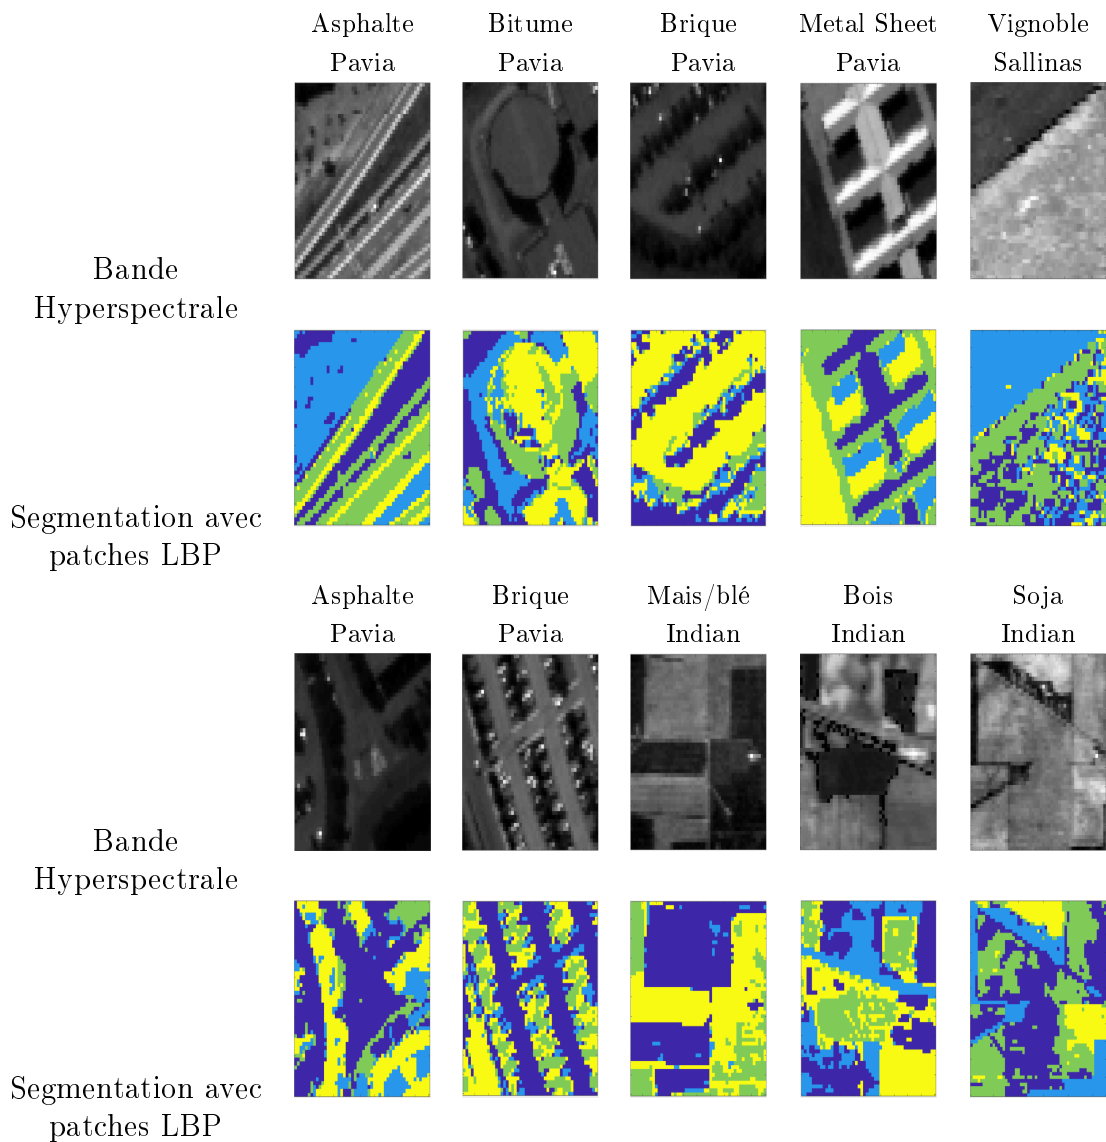 Asphalte Bitume Brique Metal Sheet Vignoble
Pavia Pavia Pavia Pavia Sallinas
Bande
Hyperspectrale
Segmentation avec
patches LBP
Asphalte Brique Mais/blé Bois Soja
Pavia Pavia Indian Indian Indian
Bande
Hyperspectrale
Segmentation avec
patches LBP